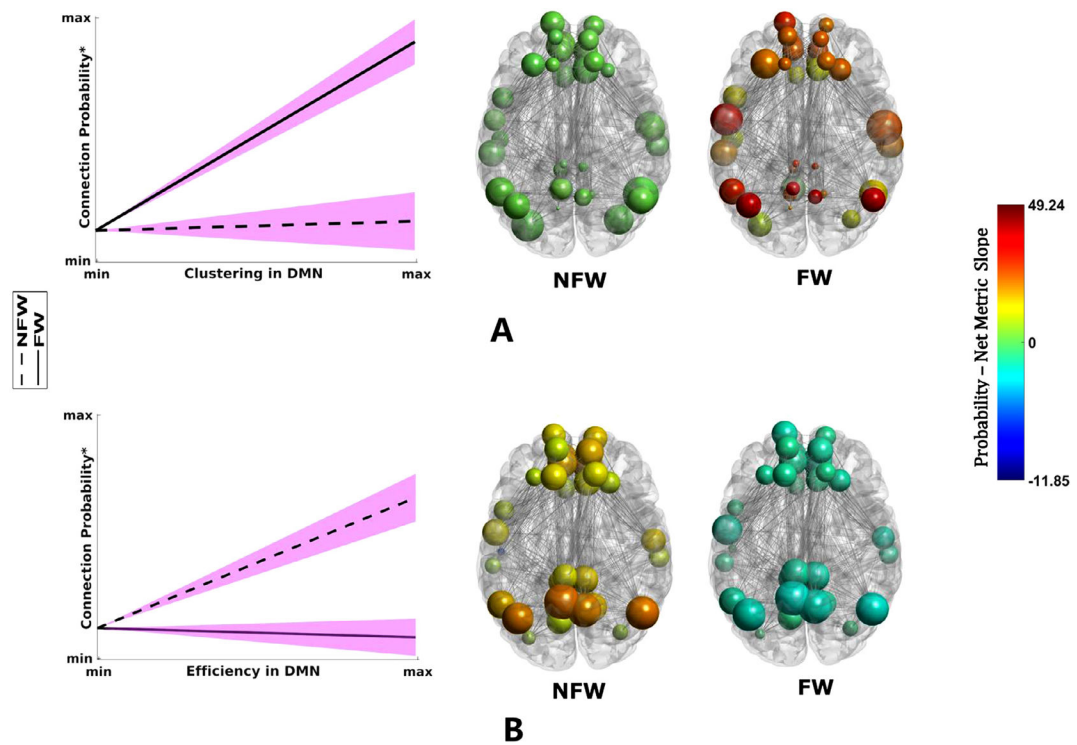 max
Connection Probability*
min
min
Clustering in DMN
max
NFW
FW
A
NFW
FW
49.24
0
-11.85
Probability – Net Metric Slope
max
Connection Probability*
min
min
Efficiency in DMN
max
NFW
FW
B